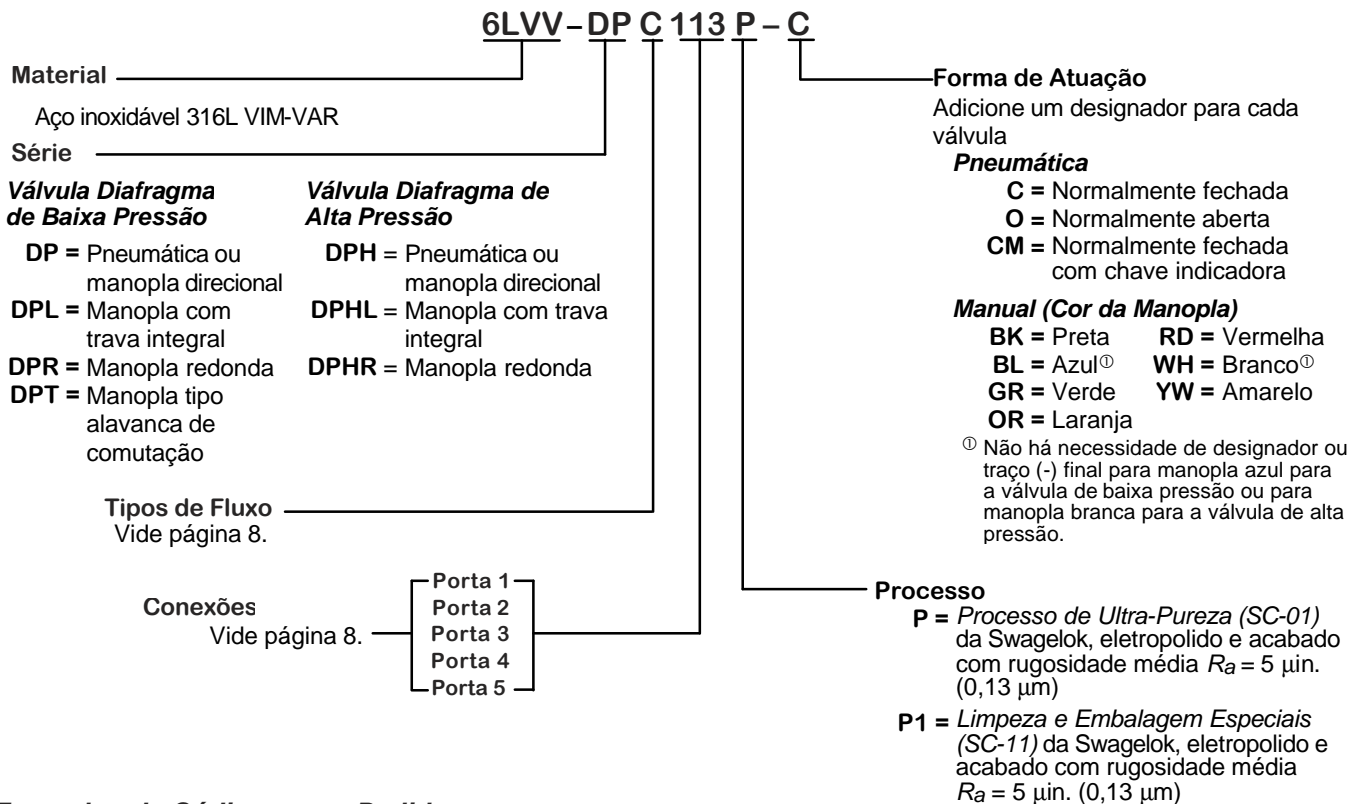 6LVV–DP C 113 P – C
Material
Aço inoxidável 316L VIM-VAR
Série
Válvula Diafragma
de Baixa Pressão
DP = Pneumática ou
manopla direcional
DPL = Manopla com
trava integral
DPR = Manopla redonda
DPT = Manopla tipo
alavanca de
comutação
Válvula Diafragma de
Alta Pressão
DPH = Pneumática ou
manopla direcional
DPHL = Manopla com trava
integral
DPHR = Manopla redonda
Tipos de Fluxo
Vide página 8.
Conexões
Vide página 8.
Porta 1
Porta 2
Porta 3
Porta 4
Porta 5
Forma de Atuação
Adicione um designador para cada
válvula
Pneumática
C = Normalmente fechada
O = Normalmente aberta
CM = Normalmente fechada
com chave indicadora
Manual (Cor da Manopla)
BK = Preta RD = Vermelha
BL = Azul① WH = Branco①
GR = Verde YW = Amarelo
OR = Laranja
① Não há necessidade de designador ou
traço (-) final para manopla azul para
a válvula de baixa pressão ou para
manopla branca para a válvula de alta
pressão.
Processo
P = Processo de Ultra-Pureza (SC-01)
da Swagelok, eletropolido e acabado
com rugosidade média Ra = 5 µin.
(0,13 µm)
P1 = Limpeza e Embalagem Especiais
(SC-11) da Swagelok, eletropolido e
acabado com rugosidade média
Ra = 5 µin. (0,13 µm)